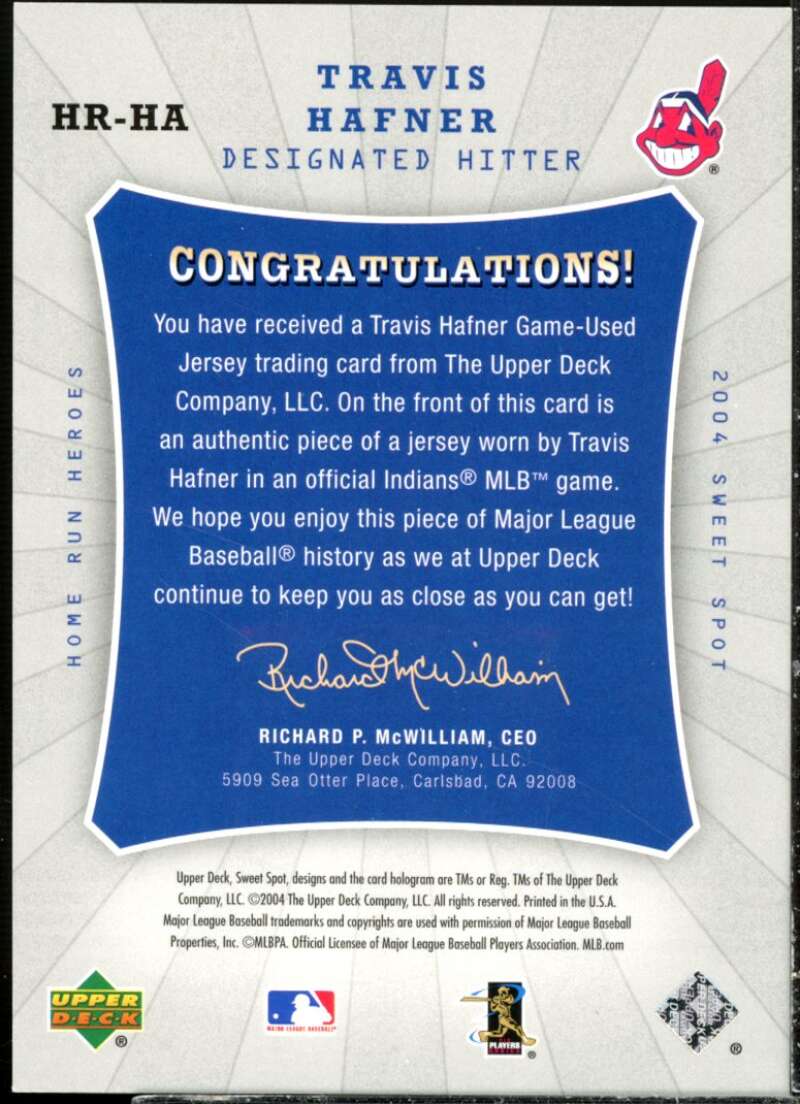 HR-HA
TRAVIS
HAFNER
DESIGNATED HITTER
®
HOME RUN HEROES
2004 SWEET SPOT
CONGRATULATIONS!
You have received a Travis Hafner Game-Used
Jersey trading card from The Upper Deck
Company, LLC. On the front of this card is
an authentic piece of a jersey worn by Travis
Hafner in an official Indians® MLB™ game.
We hope you enjoy this piece of Major League
Baseball® history as we at Upper Deck
continue to keep you as close as you can get!
Richard McWilliam
RICHARD P. McWILLIAM, CEO
The Upper Deck Company, LLC.
5909 Sea Otter Place, Carlsbad, CA 92008
Upper Deck, Sweet Spot, designs and the card hologram are TMs or Reg. TMs of The Upper Deck
Company, LLC. ©2004 The Upper Deck Company, LLC. All rights reserved. Printed in the U.S.A.
Major League Baseball trademarks and copyrights are used with permission of Major League Baseball
Properties, Inc. ©MLBPA. Official Licensee of Major League Baseball Players Association. MLB.com
UPPER
D·E·C·K
®
MAJOR LEAGUE BASEBALL®
PLAYERS
®
®